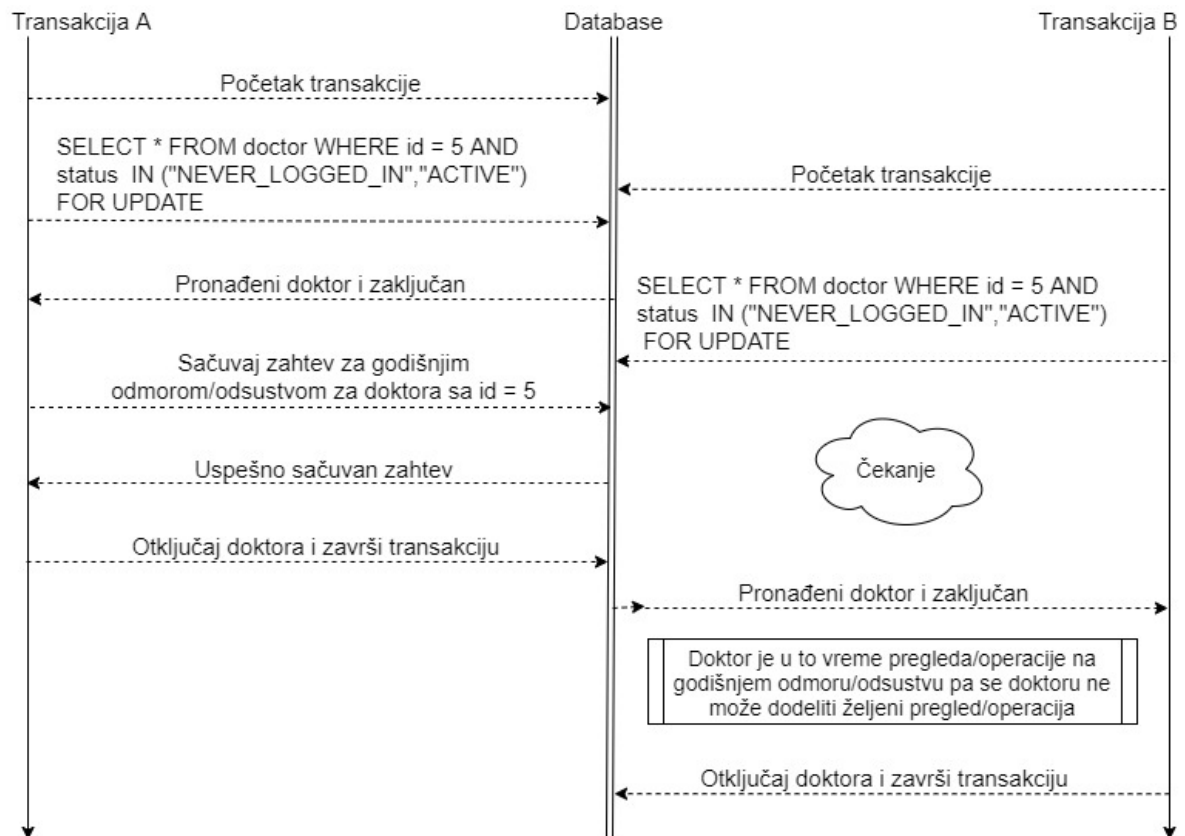 Transakcija A
Database
Transakcija B
Početak transakcije
SELECT * FROM doctor WHERE id = 5 AND
status  IN ("NEVER_LOGGED_IN","ACTIVE")
FOR UPDATE
Početak transakcije
Pronađeni doktor i zaključan
SELECT * FROM doctor WHERE id = 5 AND
status  IN ("NEVER_LOGGED_IN","ACTIVE")
FOR UPDATE
Sačuvaj zahtev za godišnjim
odmorom/odsustvom za doktora sa id = 5
Čekanje
Uspešno sačuvan zahtev
Otključaj doktora i završi transakciju
Pronađeni doktor i zaključan
Doktor je u to vreme pregleda/operacije na
godišnjem odmoru/odsustvu pa se doktoru ne
može dodeliti željeni pregled/operacija
Otključaj doktora i završi transakciju